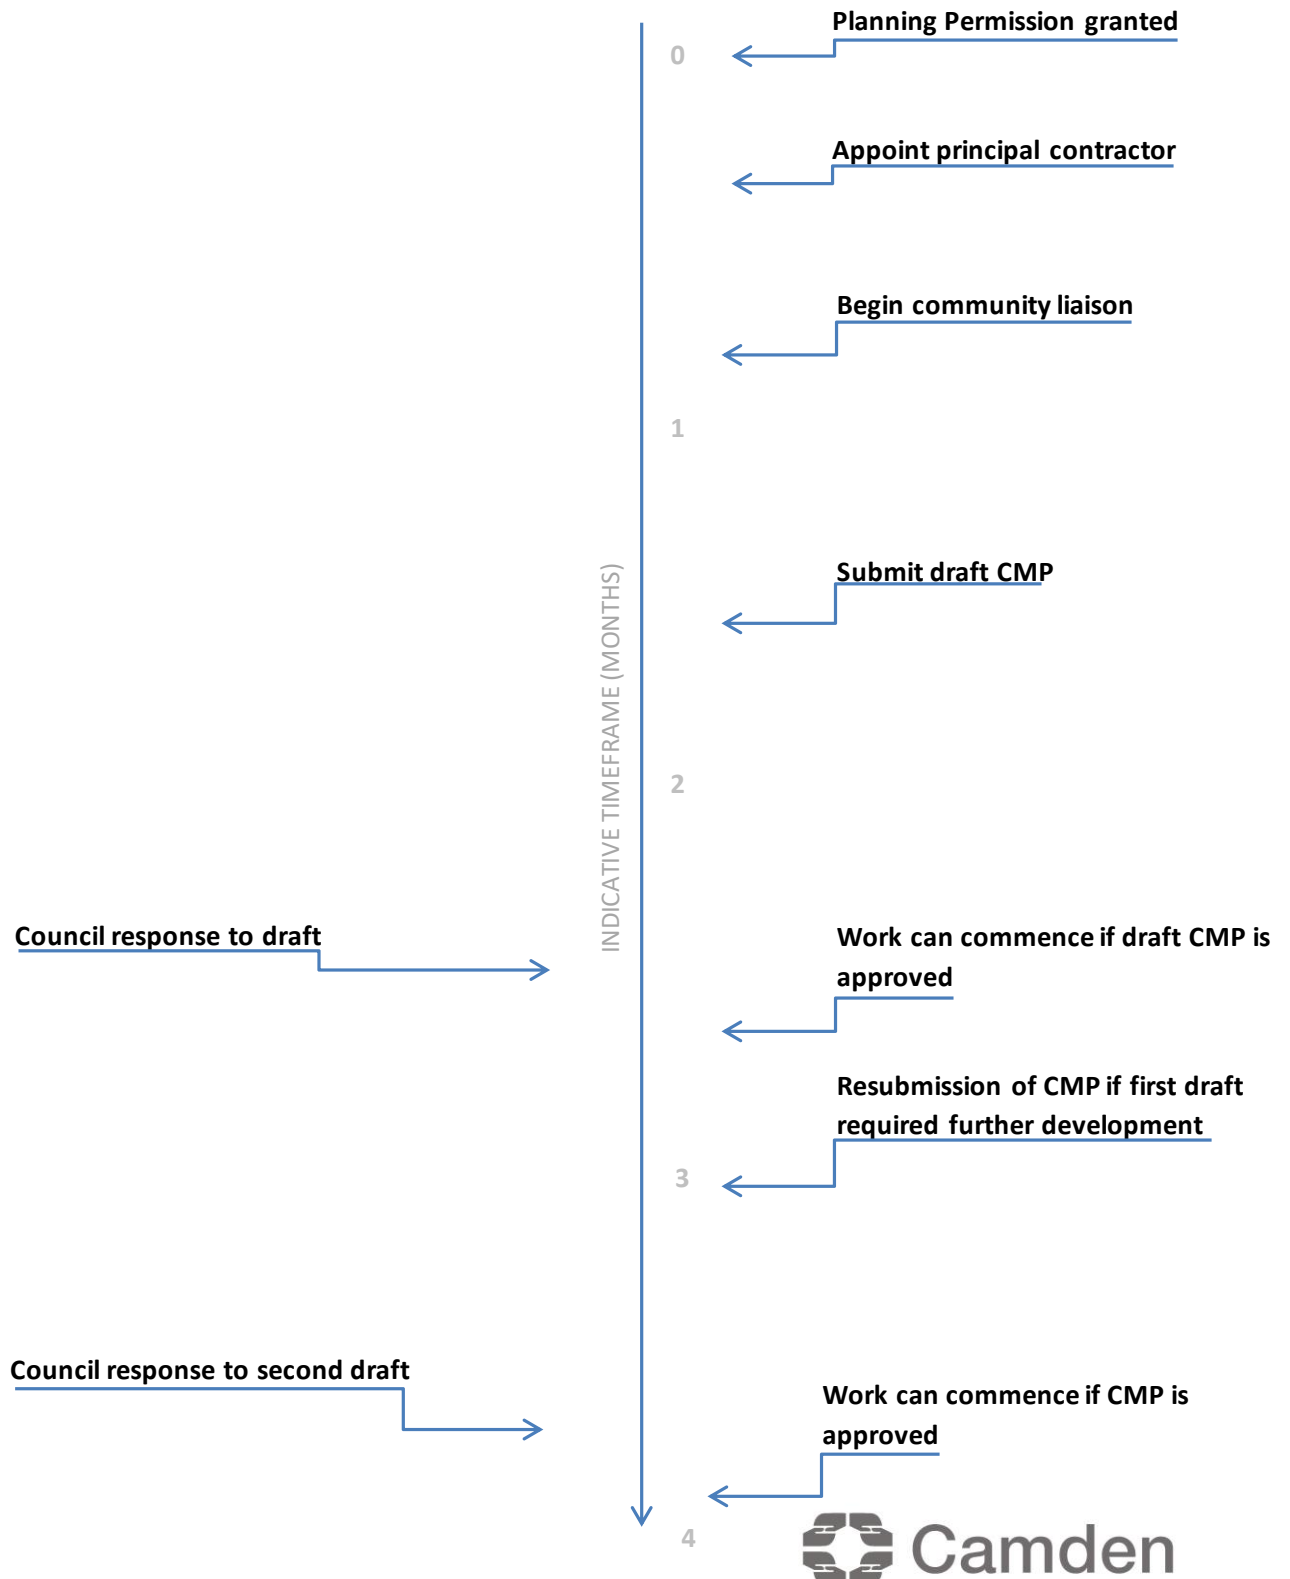 Planning Permission granted
0
Appoint principal contractor
Begin community liaison
1
Submit draft CMP
INDICATIVE TIMEFRAME (MONTHS)
2
Council response to draft
Work can commence if draft CMP is
approved
Resubmission of CMP if first draft
required further development
3
Council response to second draft
Work can commence if CMP is
approved
4
Camden